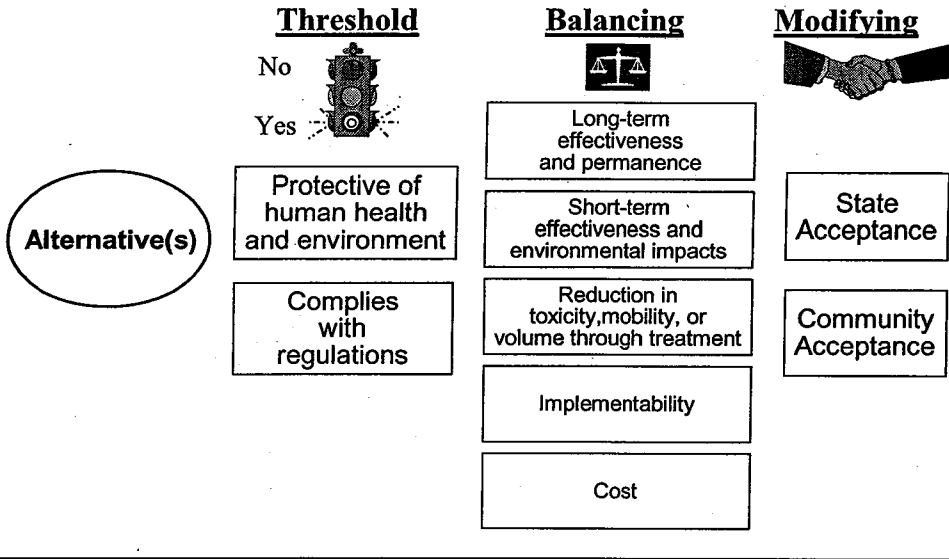 Threshold
Balancing
Modifying
No
Yes
Alternative(s)
Protective of
human health
and environment
Complies
with
regulations
Long-term
effectiveness
and permanence
Short-term
effectiveness and
environmental impacts
Reduction in
toxicity,mobility, or
volume through treatment
Implementability
Cost
State
Acceptance
Community
Acceptance